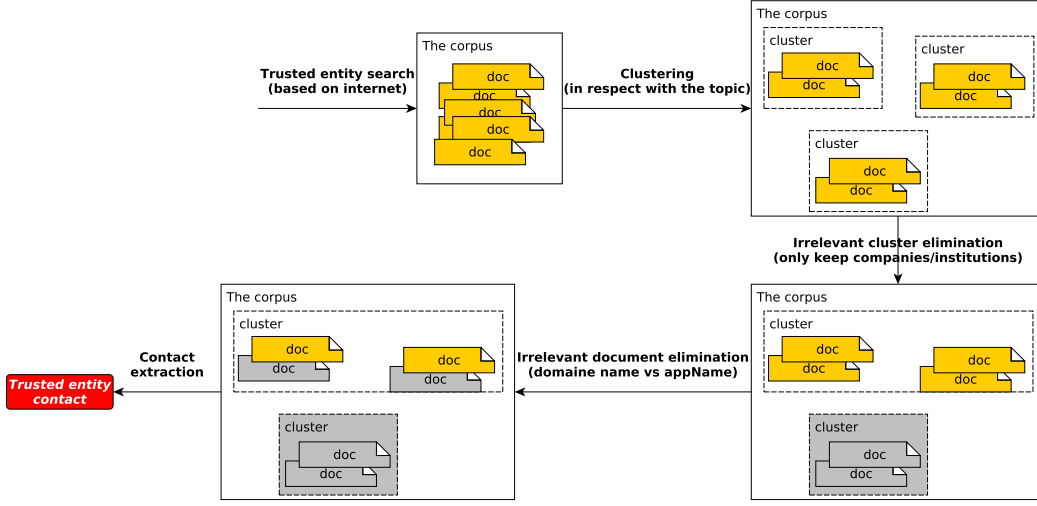 Trusted entity search
(based on internet)
The corpus
doc
doc
doc
doc
doc
Clustering
(in respect with the topic)
The corpus
cluster
doc
doc
cluster
doc
doc
cluster
doc
doc
Irrelevant cluster elimination
(only keep companies/institutions)
The corpus
cluster
doc
doc
doc
doc
cluster
doc
doc
Irrelevant document elimination
(domaine name vs appName)
The corpus
cluster
doc
doc
doc
doc
cluster
doc
doc
Contact
extraction
Trusted entity
contact